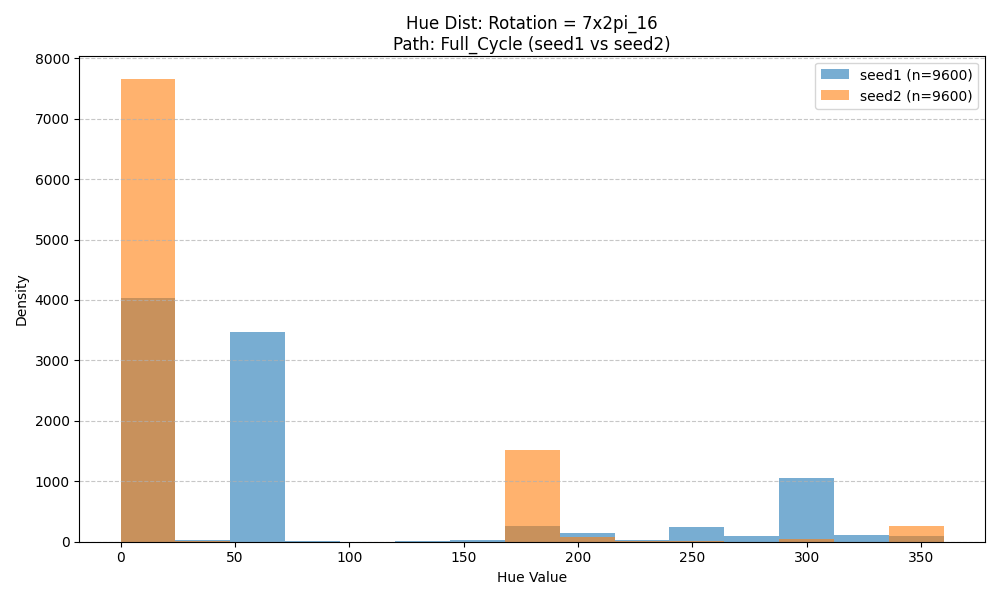 Hue Dist: Rotation = 7x2pi_16
Path: Full_Cycle (seed1 vs seed2)
seed1 (n=9600)
seed2 (n=9600)
Density
8000
7000
6000
5000
4000
3000
2000
1000
0
0 50 100 150 200 250 300 350
Hue Value